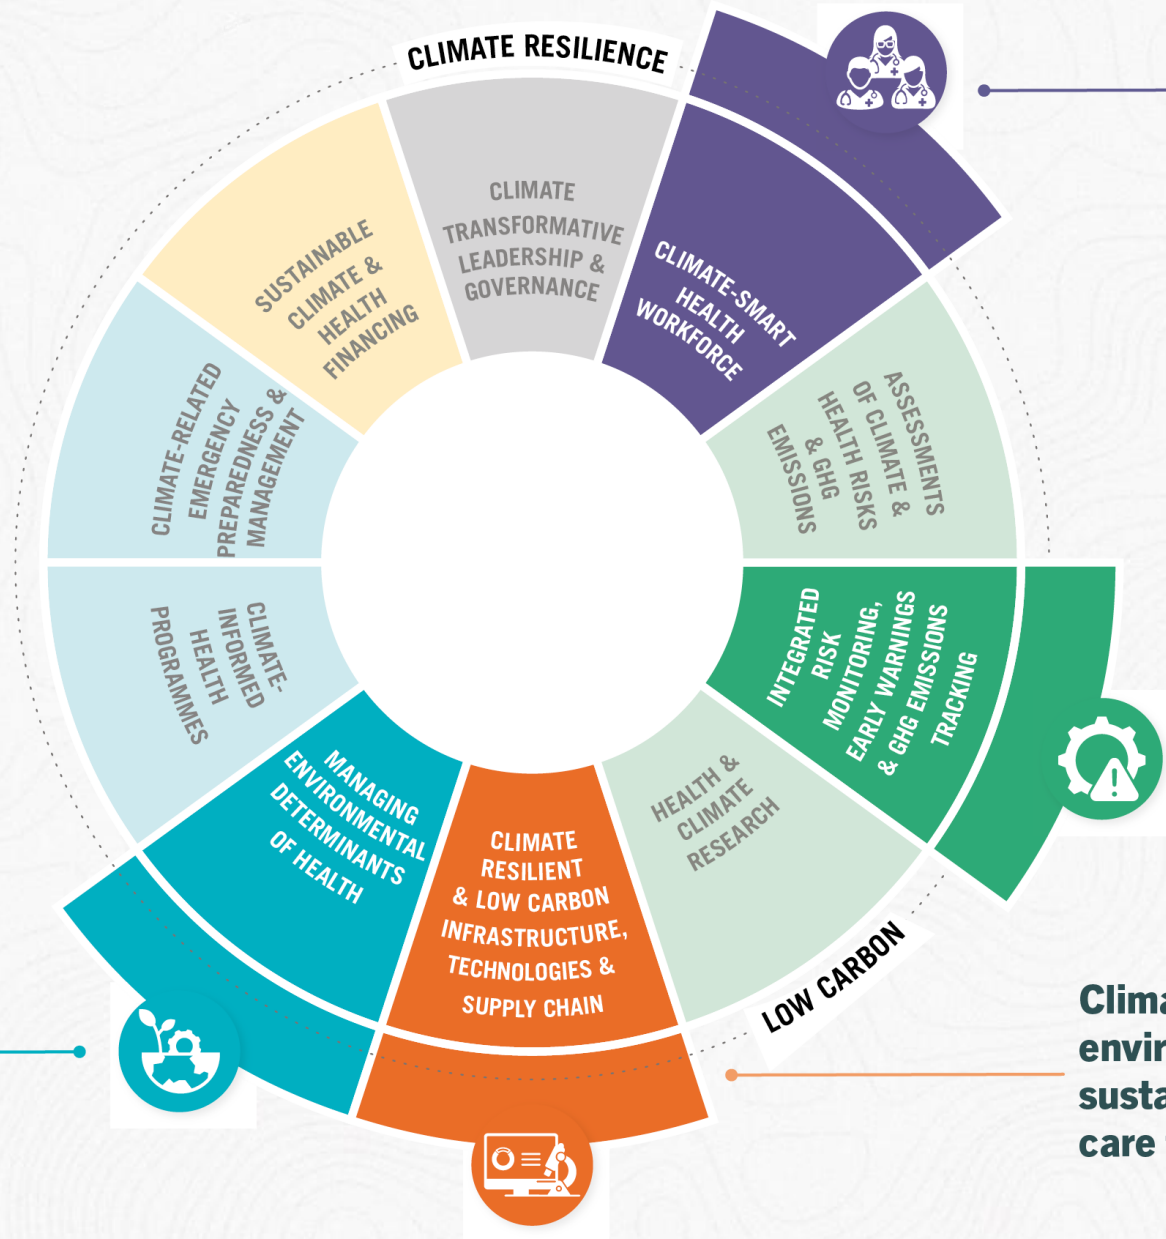 CLIMATE RESILIENCE
CLIMATE
TRANSFORMATIVE
LEADERSHIP &
GOVERNANCE
CLIMATE-SMART
HEALTH
WORKFORCE
ASSESSMENTS
OF CLIMATE &
HEALTH RISKS
& GHG
EMISSIONS
INTEGRATED
RISK
MONITORING,
EARLY WARNINGS
& GHG EMISSIONS
TRACKING
HEALTH &
CLIMATE
RESEARCH
LOW CARBON
CLIMATE
RESILIENT
& LOW CARBON
INFRASTRUCTURE,
TECHNOLOGIES &
SUPPLY CHAIN
MANAGING
ENVIRONMENTAL
DETERMINANTS
OF HEALTH
CLIMATE-
INFORMED
HEALTH
PROGRAMMES
CLIMATE-RELATED
EMERGENCY
PREPAREDNESS &
MANAGEMENT
SUSTAINABLE
CLIMATE &
HEALTH
FINANCING
care